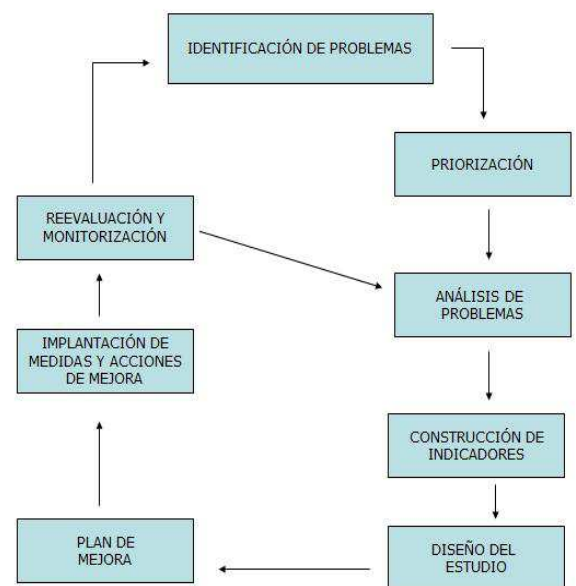 IDENTIFICACIÓN DE PROBLEMAS
PRIORIZACIÓN
ANÁLISIS DE
PROBLEMAS
CONSTRUCCIÓN DE
INDICADORES
DISEÑO DEL
ESTUDIO
PLAN DE
MEJORA
IMPLANTACIÓN DE
MEDIDAS Y ACCIONES
DE MEJORA
REEVALUACIÓN Y
MONITORIZACIÓN